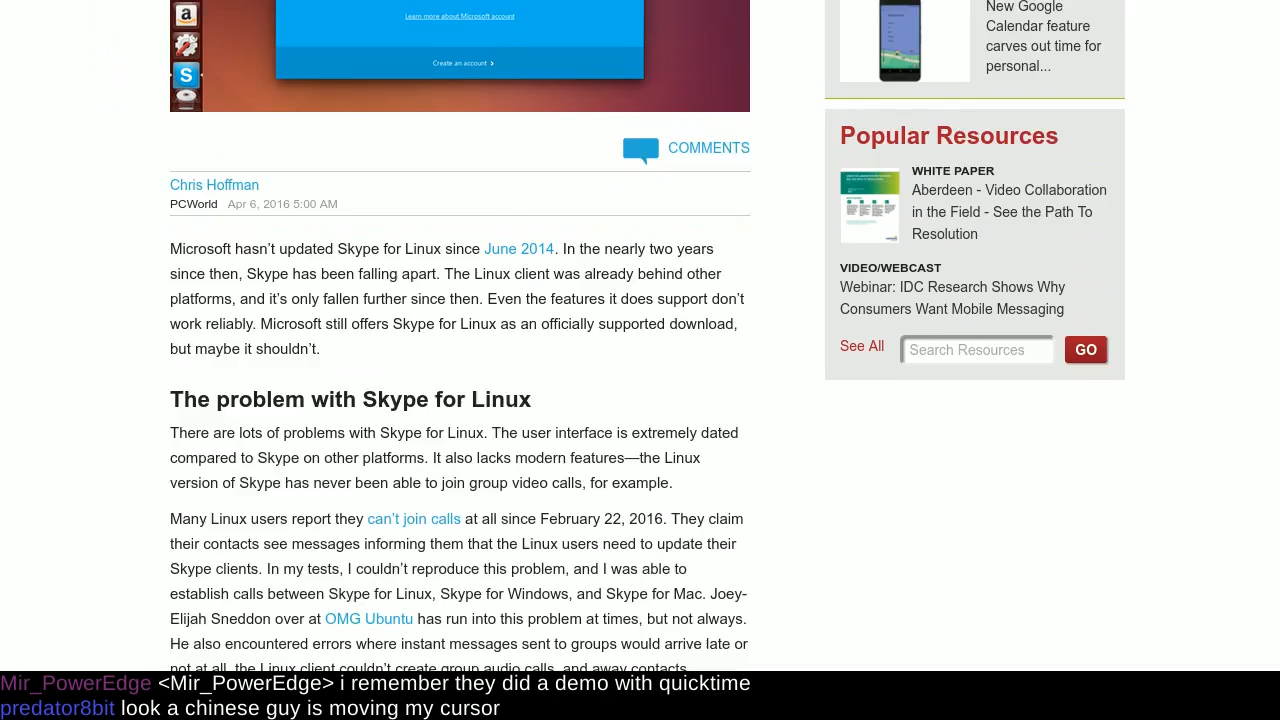 Learn more about Microsoft account
Create an account >
COMMENTS
Chris Hoffman
PCWorld Apr 6, 2016 5:00 AM
Microsoft hasn’t updated Skype for Linux since June 2014. In the nearly two years
since then, Skype has been falling apart. The Linux client was already behind other
platforms, and it’s only fallen further since then. Even the features it does support don’t
work reliably. Microsoft still offers Skype for Linux as an officially supported download,
but maybe it shouldn’t.
The problem with Skype for Linux
There are lots of problems with Skype for Linux. The user interface is extremely dated
compared to Skype on other platforms. It also lacks modern features—the Linux
version of Skype has never been able to join group video calls, for example.
Many Linux users report they can’t join calls at all since February 22, 2016. They claim
their contacts see messages informing them that the Linux users need to update their
Skype clients. In my tests, I couldn’t reproduce this problem, and I was able to
establish calls between Skype for Linux, Skype for Windows, and Skype for Mac. Joey-
Elijah Sneddon over at OMG Ubuntu has run into this problem at times, but not always.
He also encountered errors where instant messages sent to groups would arrive late or
not at all, the Linux client couldn’t create group audio calls, and away contacts
New Google
Calendar feature
carves out time for
personal...
Popular Resources
WHITE PAPER
Aberdeen - Video Collaboration
in the Field - See the Path To
Resolution
VIDEO/WEBCAST
Webinar: IDC Research Shows Why
Consumers Want Mobile Messaging
See All Search Resources GO
Mir_PowerEdge <Mir_PowerEdge> i remember they did a demo with quicktime
predator8bit look a chinese guy is moving my cursor